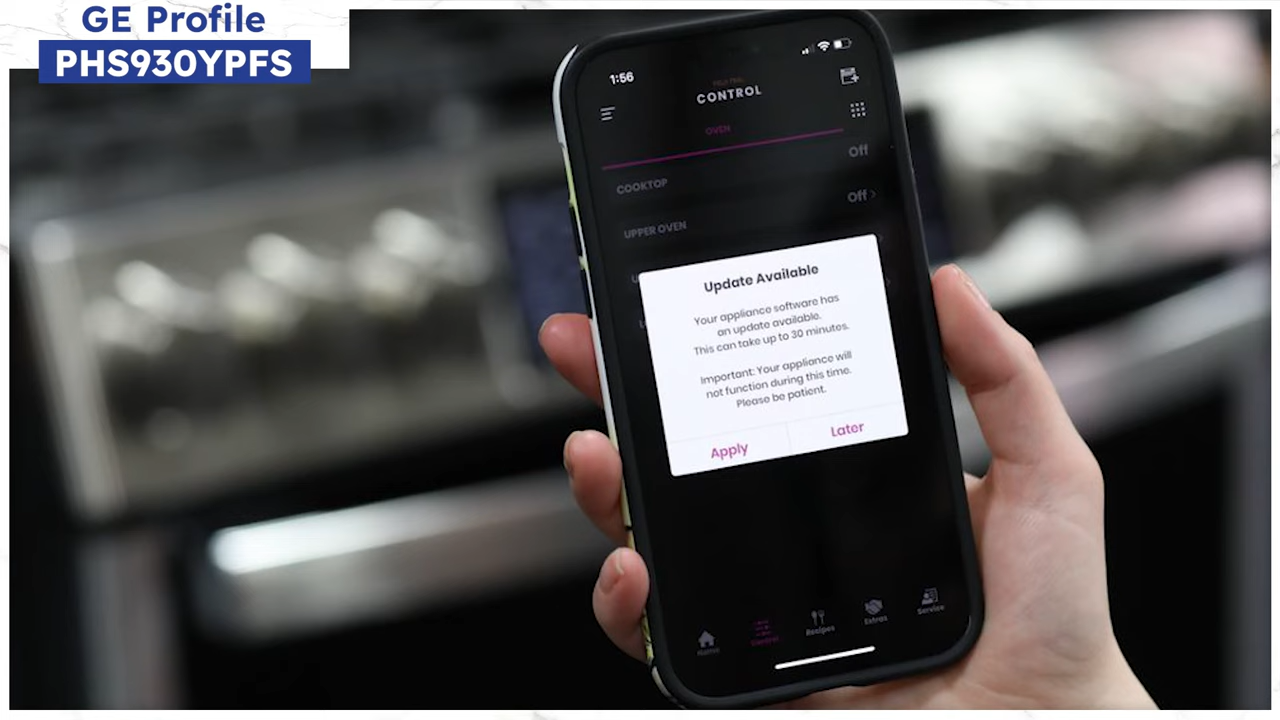 GE Profile
PHS930YPFS
1:56
CONTROL
OVEN
Off
COOKTOP
Off >
UPPER OVEN
Update Available
Your appliance software has
an update available.
This can take up to 30 minutes.
Important: Your appliance will
not function during this time.
Please be patient.
Apply Later
Home Control Recipes Extras Service